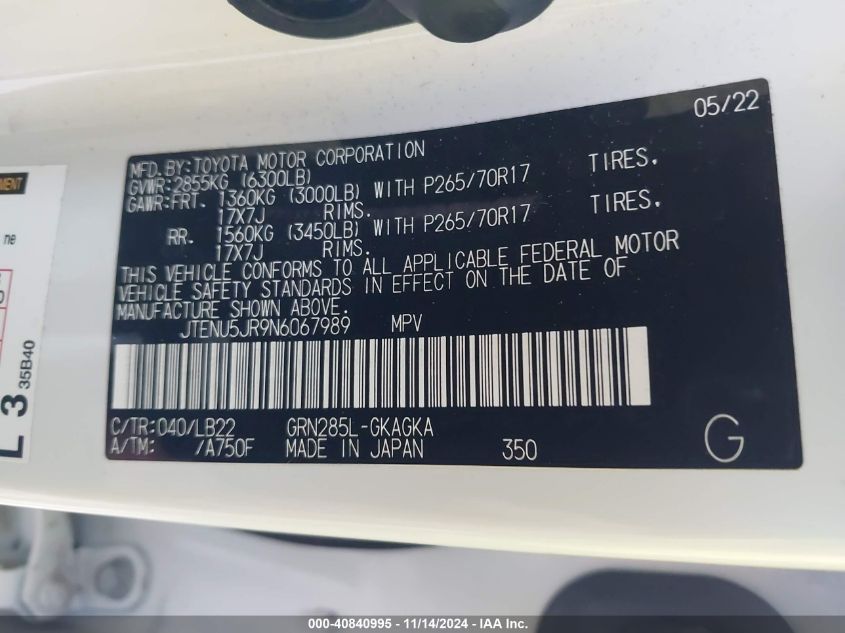 05/22
MFD.BY:TOYOTA MOTOR CORPORATION
GVWR:2855KG (6300LB)
GAWR:FRT. 1360KG (3000LB) WITH P265/70R17 TIRES.
17X7J RIMS.
RR. 1560KG (3450LB) WITH P265/70R17 TIRES.
17X7J RIMS.
THIS VEHICLE CONFORMS TO ALL APPLICABLE FEDERAL MOTOR
VEHICLE SAFETY STANDARDS IN EFFECT ON THE DATE OF
MANUFACTURE SHOWN ABOVE.
JTENU5JR9N6067989 MPV
C/TR:040/LB22 GRN285L-GKAGKA
A/TM: /A750F MADE IN JAPAN 350
G
ne
L 3
35B40
000-40840995 - 11/14/2024 - IAA Inc.